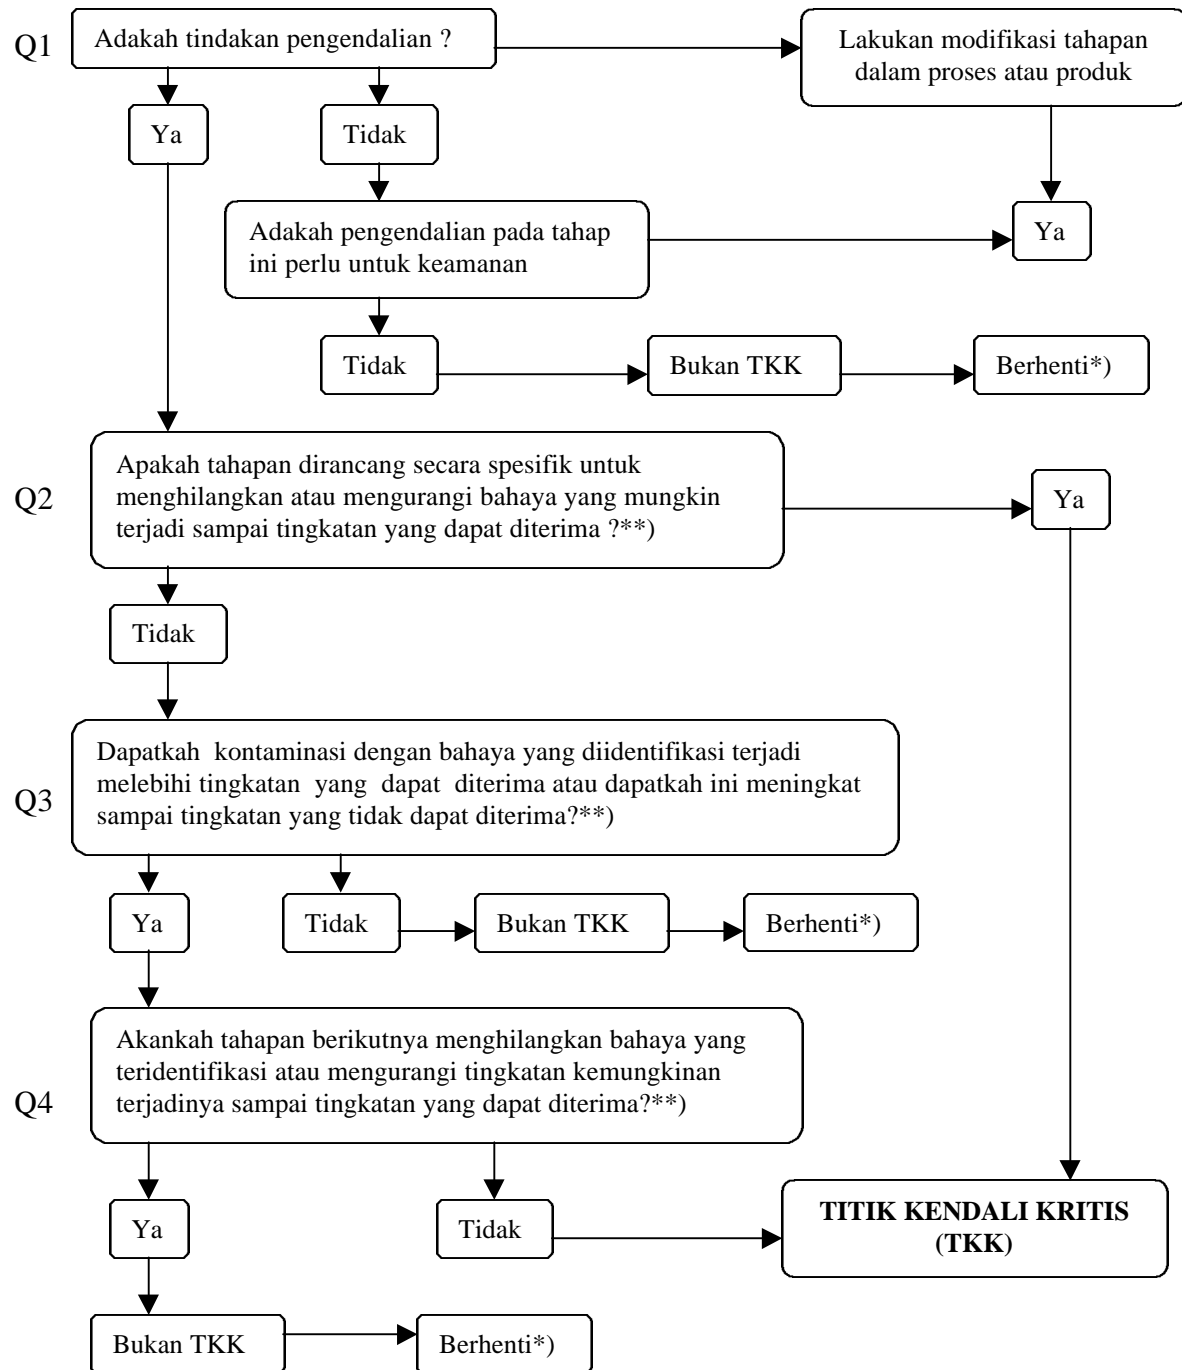 Q1
Adakah tindakan pengendalian ?
Lakukan modifikasi tahapan
dalam proses atau produk
Ya
Tidak
Adakah pengendalian pada tahap
ini perlu untuk keamanan
Ya
Tidak
Bukan TKK
Berhenti*)
Q2
Apakah tahapan dirancang secara spesifik untuk
menghilangkan atau mengurangi bahaya yang mungkin
terjadi sampai tingkatan yang dapat diterima ?**)
Ya
Tidak
Q3
Dapatkah kontaminasi dengan bahaya yang diidentifikasi terjadi
melebihi tingkatan yang dapat diterima atau dapatkah ini meningkat
sampai tingkatan yang tidak dapat diterima?**)
Ya
Tidak
Bukan TKK
Berhenti*)
Q4
Akankah tahapan berikutnya menghilangkan bahaya yang
teridentifikasi atau mengurangi tingkatan kemungkinan
terjadinya sampai tingkatan yang dapat diterima?**)
Ya
Tidak
TITIK KENDALI KRITIS
(TKK)
Bukan TKK
Berhenti*)